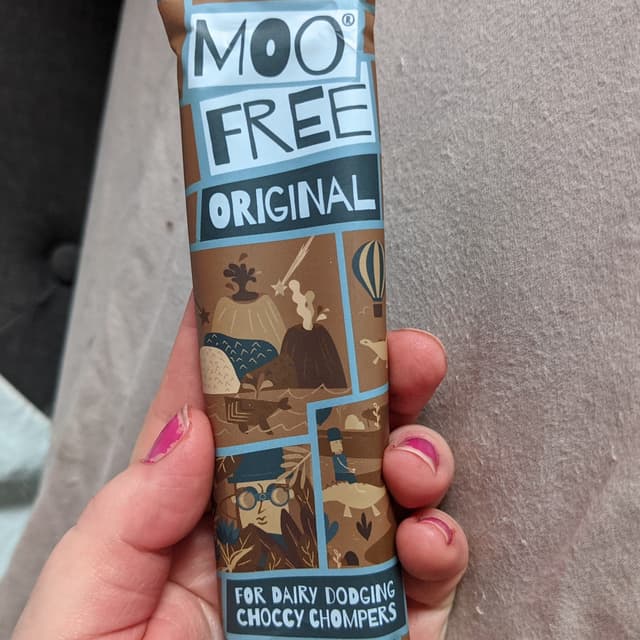 MOO®
FREE
ORIGINAL
FOR DAIRY DODGING
CHOCCY CHOMPERS